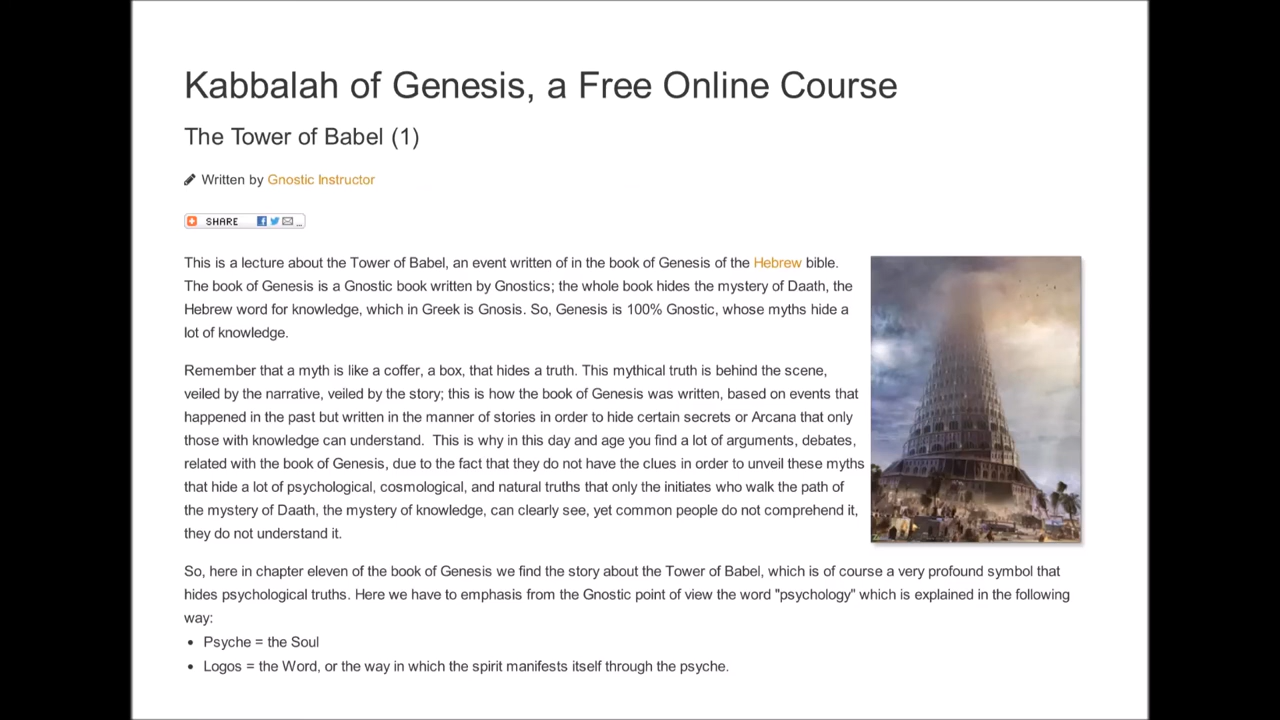 Kabbalah of Genesis, a Free Online Course
The Tower of Babel (1)
Written by Gnostic Instructor
SHARE ...
This is a lecture about the Tower of Babel, an event written of in the book of Genesis of the Hebrew bible.
The book of Genesis is a Gnostic book written by Gnostics; the whole book hides the mystery of Daath, the
Hebrew word for knowledge, which in Greek is Gnosis. So, Genesis is 100% Gnostic, whose myths hide a
lot of knowledge.
Remember that a myth is like a coffer, a box, that hides a truth. This mythical truth is behind the scene,
veiled by the narrative, veiled by the story; this is how the book of Genesis was written, based on events that
happened in the past but written in the manner of stories in order to hide certain secrets or Arcana that only
those with knowledge can understand.  This is why in this day and age you find a lot of arguments, debates,
related with the book of Genesis, due to the fact that they do not have the clues in order to unveil these myths
that hide a lot of psychological, cosmological, and natural truths that only the initiates who walk the path of
the mystery of Daath, the mystery of knowledge, can clearly see, yet common people do not comprehend it,
they do not understand it.
So, here in chapter eleven of the book of Genesis we find the story about the Tower of Babel, which is of course a very profound symbol that
hides psychological truths. Here we have to emphasis from the Gnostic point of view the word "psychology" which is explained in the following
way:
• Psyche = the Soul
• Logos = the Word, or the way in which the spirit manifests itself through the psyche.